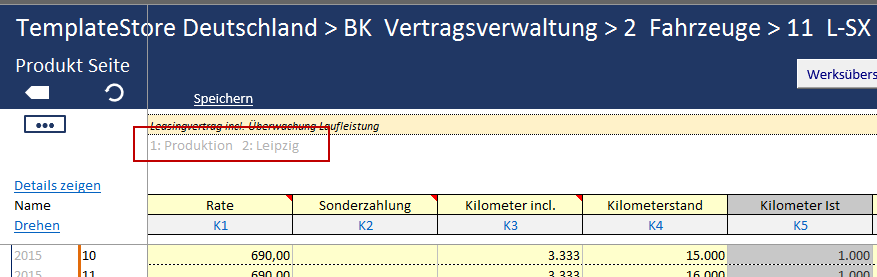 TemplateStore Deutschland > BK Vertragsverwaltung > 2 Fahrzeuge > 11 L-SX
Produkt Seite
Werksübers
Speichern
Leasingvertrag incl. Überwachung Laufleistung
1: Produktion 2: Leipzig
Details zeigen
Name Rate Sonderzahlung Kilometer incl. Kilometerstand Kilometer Ist
Drehen K1 K2 K3 K4 K5
2015 10 690,00 3.333 15.000 1.000
2015 11 690,00 3.333 16.000 1.000